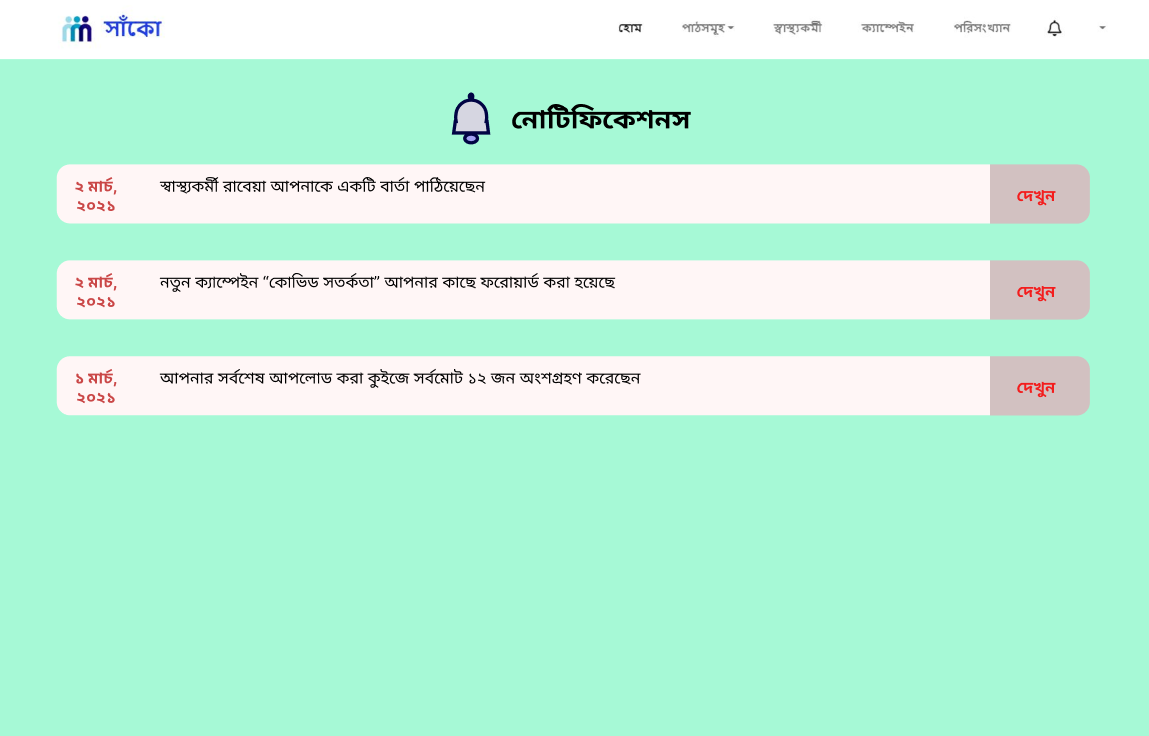 সাঁকো
হোম
পাঠসমূহ
স্বাস্থ্যকর্মী
ক্যাম্পেইন
পরিসংখ্যান
নোটিফিকেশনস
২ মার্চ,
২০২১
স্বাস্থ্যকর্মী রাবেয়া আপনাকে একটি বার্তা পাঠিয়েছেন
দেখুন
২ মার্চ,
২০২১
নতুন ক্যাম্পেইন “কোভিড সতর্কতা” আপনার কাছে ফরোয়ার্ড করা হয়েছে
দেখুন
১ মার্চ,
২০২১
আপনার সর্বশেষ আপলোড করা কুইজে সর্বমোট ১২ জন অংশগ্রহণ করেছেন
দেখুন